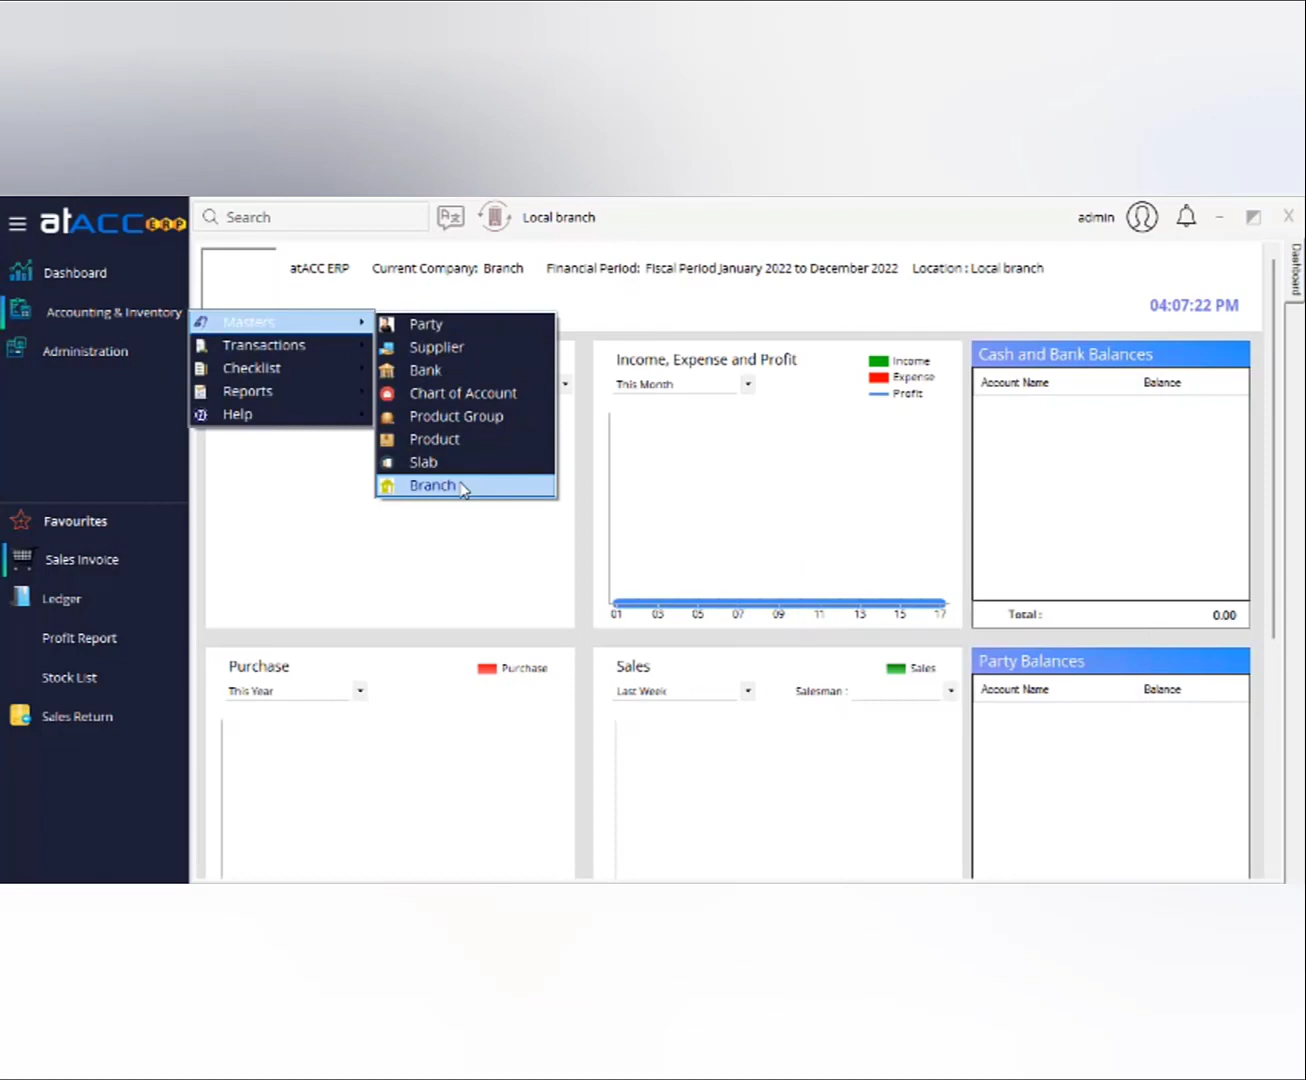 atACC ERP
Search
Local branch
admin
X
Dashboard
Accounting & Inventory
Administration
Favourites
Sales Invoice
Ledger
Profit Report
Stock List
Sales Return
atACC ERP Current Company: Branch Financial Period: Fiscal Period January 2022 to December 2022 Location : Local branch
Dashboard
04:07:22 PM
Masters
Transactions
Checklist
Reports
Help
Party
Supplier
Bank
Chart of Account
Product Group
Product
Slab
Branch
Income, Expense and Profit
This Month
Income
Expense
Profit
01 03 05 07 09 11 13 15 17
Cash and Bank Balances
Account Name Balance
Total : 0.00
Purchase
Purchase
This Year
Sales
Sales
Last Week
Salesman :
Party Balances
Account Name Balance